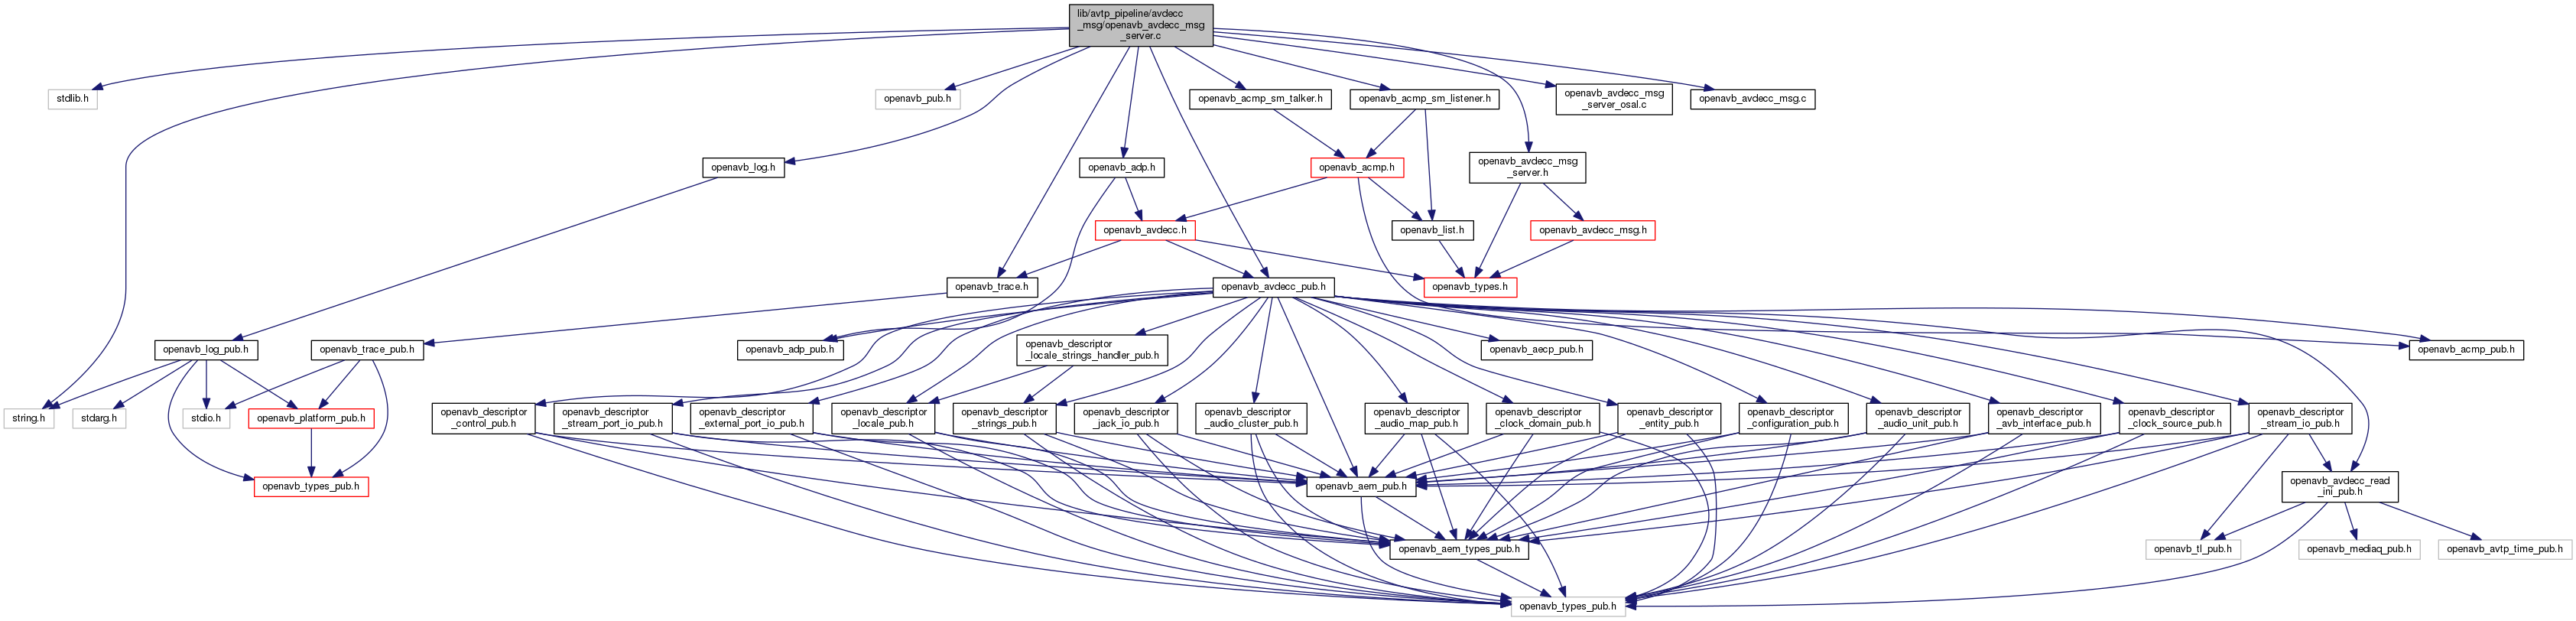 lib/avtp_pipeline/avdecc
_msg/openavb_avdecc_msg
_server.c
stdlib.h
openavb_pub.h
openavb_acmp_sm_talker.h
openavb_acmp_sm_listener.h
openavb_avdecc_msg
_server_osal.c
openavb_avdecc_msg.c
openavb_log.h
openavb_adp.h
openavb_acmp.h
openavb_avdecc_msg
_server.h
openavb_avdecc.h
openavb_list.h
openavb_avdecc_msg.h
openavb_trace.h
openavb_avdecc_pub.h
openavb_types.h
openavb_log_pub.h
openavb_trace_pub.h
openavb_adp_pub.h
openavb_descriptor
_locale_strings_handler_pub.h
openavb_aecp_pub.h
openavb_acmp_pub.h
string.h
stdarg.h
stdio.h
openavb_platform_pub.h
openavb_descriptor
_control_pub.h
openavb_descriptor
_stream_port_io_pub.h
openavb_descriptor
_external_port_io_pub.h
openavb_descriptor
_locale_pub.h
openavb_descriptor
_strings_pub.h
openavb_descriptor
_jack_io_pub.h
openavb_descriptor
_audio_cluster_pub.h
openavb_descriptor
_audio_map_pub.h
openavb_descriptor
_clock_domain_pub.h
openavb_descriptor
_entity_pub.h
openavb_descriptor
_configuration_pub.h
openavb_descriptor
_audio_unit_pub.h
openavb_descriptor
_avb_interface_pub.h
openavb_descriptor
_clock_source_pub.h
openavb_descriptor
_stream_io_pub.h
openavb_types_pub.h
openavb_aem_pub.h
openavb_avdecc_read
_ini_pub.h
openavb_aem_types_pub.h
openavb_tl_pub.h
openavb_mediaq_pub.h
openavb_avtp_time_pub.h
openavb_types_pub.h